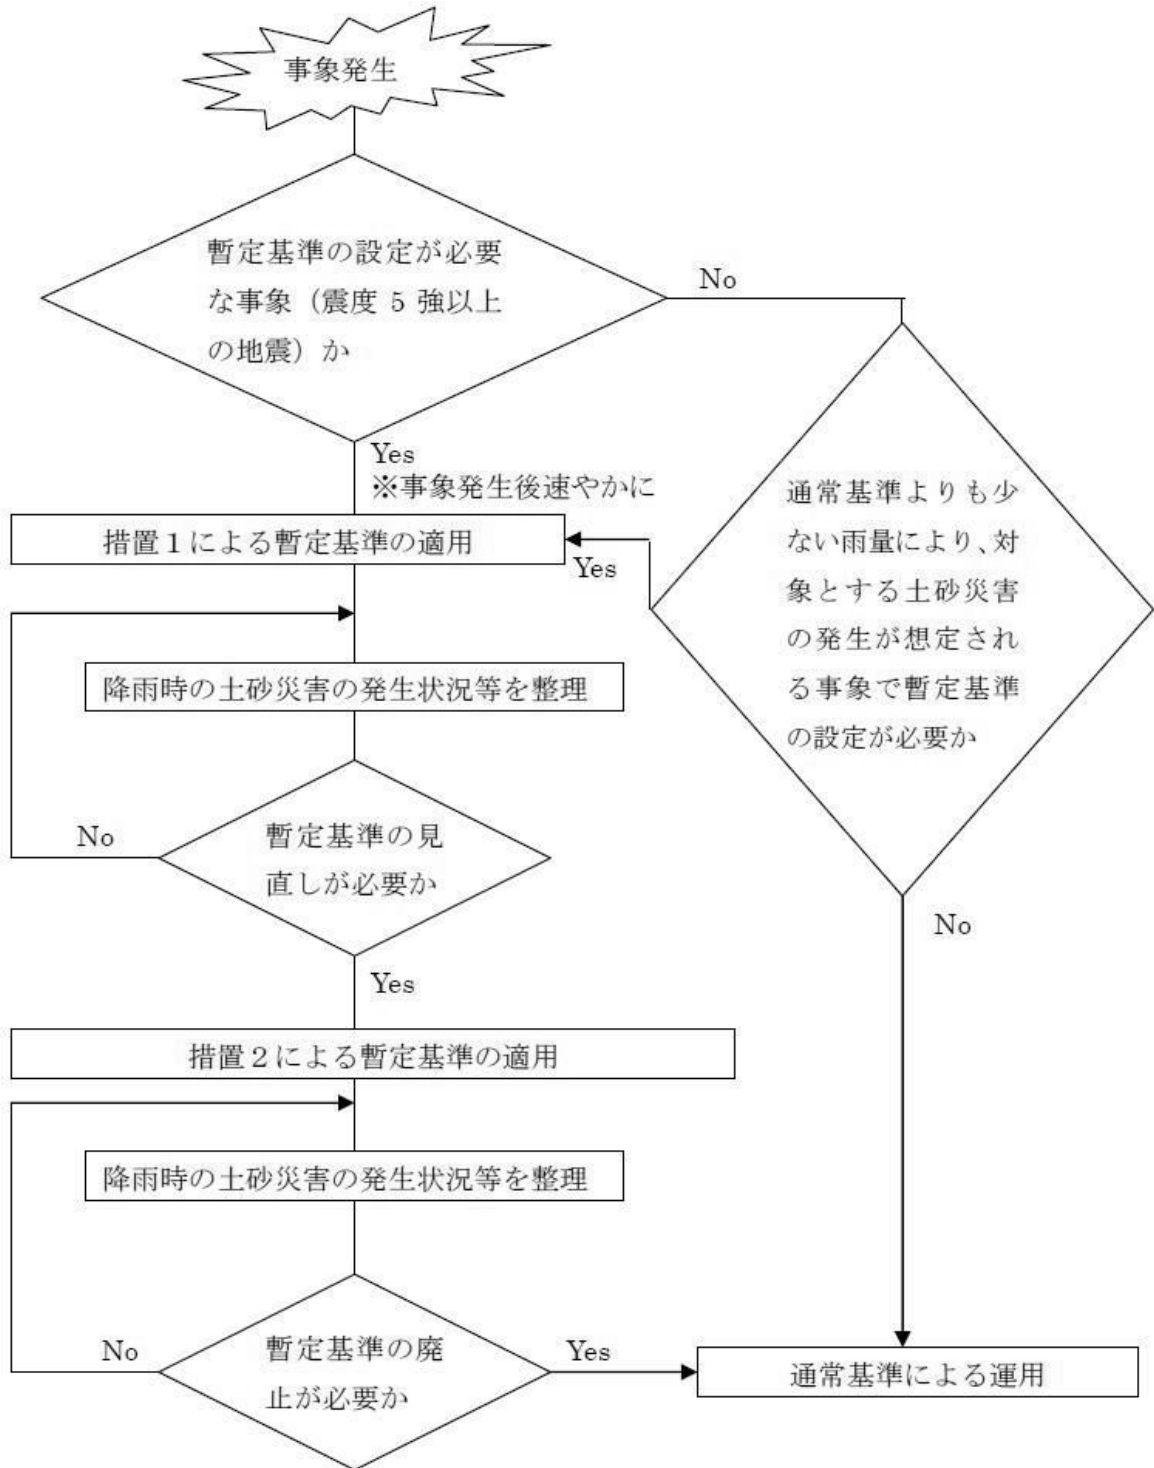 事象発生
暫定基準の設定が必要
な事象（震度 5 強以上
の地震）か
No
Yes
※事象発生後速やかに
措置１による暫定基準の適用
Yes
通常基準よりも少
ない雨量により、対
象とする土砂災害
の発生が想定され
る事象で暫定基準
の設定が必要か
降雨時の土砂災害の発生状況等を整理
No
暫定基準の見
直しが必要か
No
Yes
措置２による暫定基準の適用
降雨時の土砂災害の発生状況等を整理
No
暫定基準の廃
止が必要か
Yes
通常基準による運用